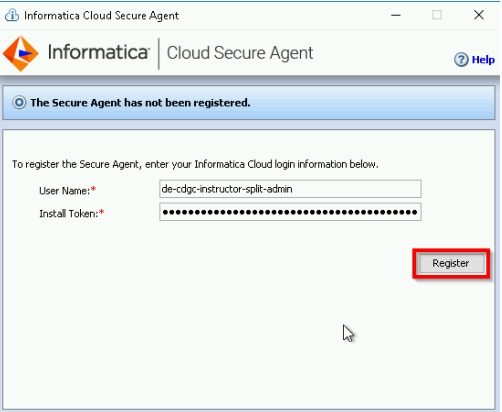 Informatica Cloud Secure Agent
Informatica Cloud Secure Agent
Help
The Secure Agent has not been registered.
To register the Secure Agent, enter your Informatica Cloud login information below.
User Name:* de-cdgc-instructor-split-admin
Install Token:* ●●●●●●●●●●●●●●●●●●●●●●●●●●●●●●●●●●●●●●●●
Register